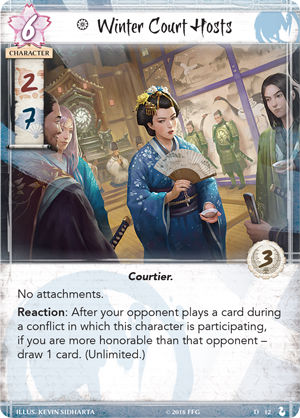 6
Winter Court Hosts
CHARACTER
2
7
3
Courtier.
No attachments.
Reaction: After your opponent plays a card during
a conflict in which this character is participating,
if you are more honorable than that opponent –
draw 1 card. (Unlimited.)
ILLUS: KEVIN SIDHARTA © 2018 FFG D 12